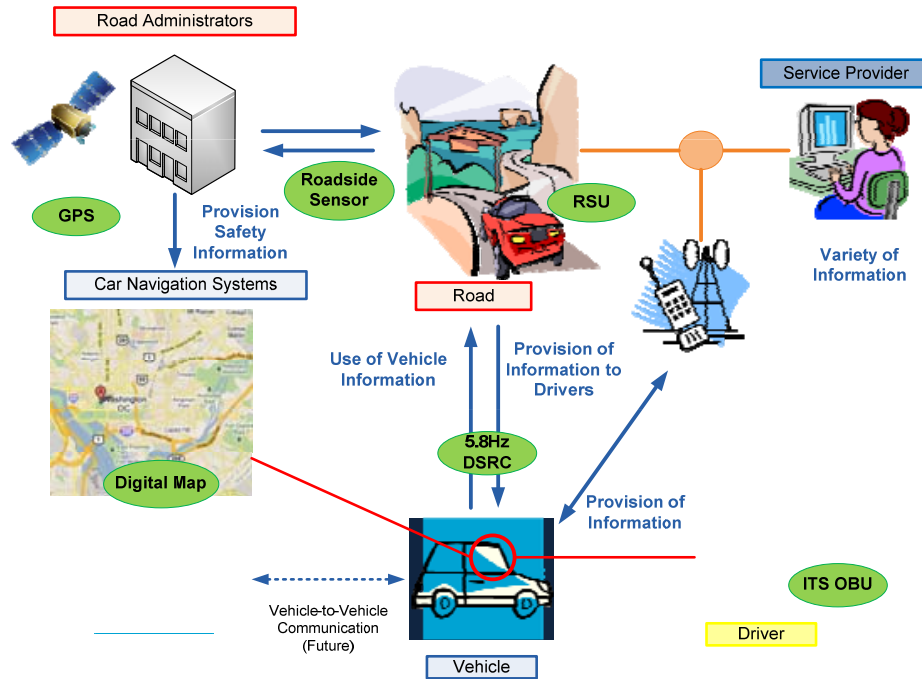 Road Administrators
Service Provider
GPS
Provision
Safety
Information
Roadside
Sensor
RSU
Variety of
Information
Car Navigation Systems
Road
Use of Vehicle
Information
Provision of
Information to
Drivers
5.8Hz
DSRC
Washington
DC
Digital Map
Provision of
Information
ITS OBU
Vehicle-to-Vehicle
Communication
(Future)
Driver
Vehicle